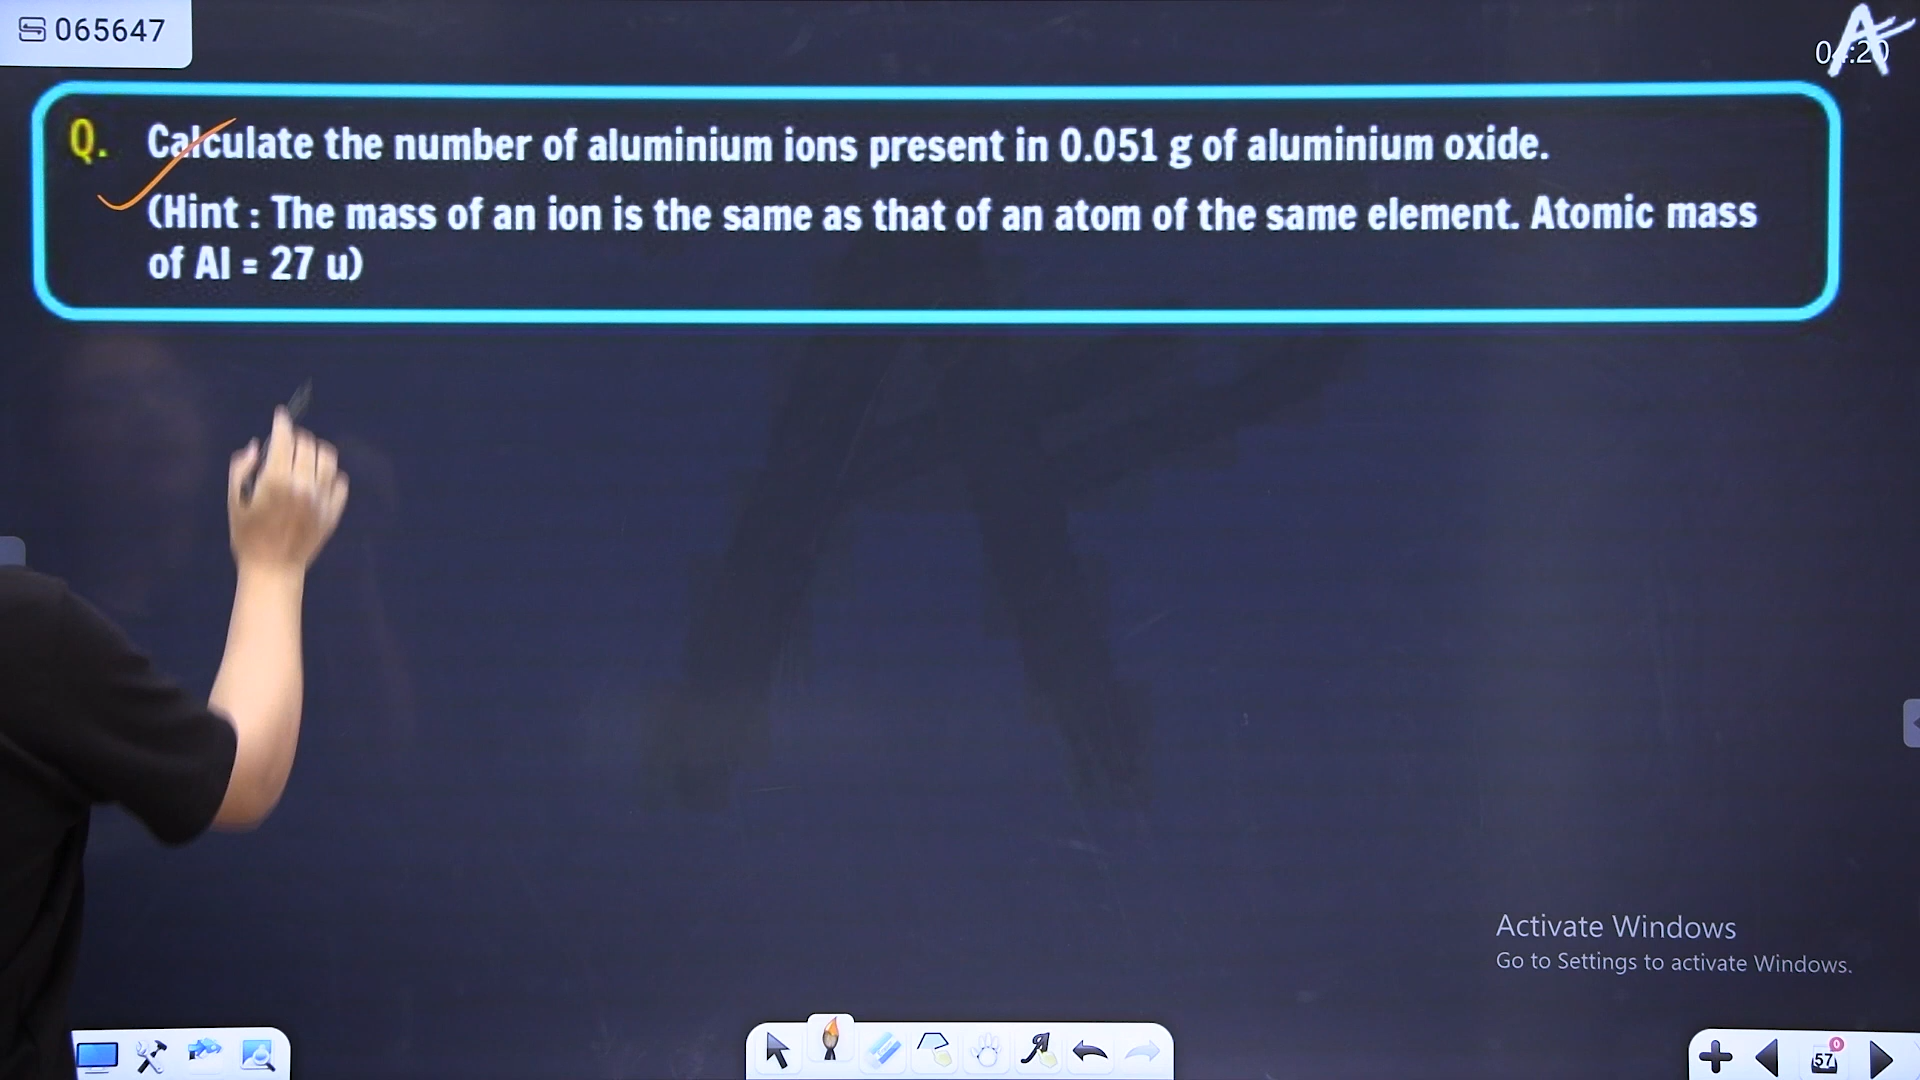 065647
Q. Calculate the number of aluminium ions present in 0.051 g of aluminium oxide.
(Hint : The mass of an ion is the same as that of an atom of the same element. Atomic mass
of Al = 27 u)
Activate Windows
Go to Settings to activate Windows.
57
0